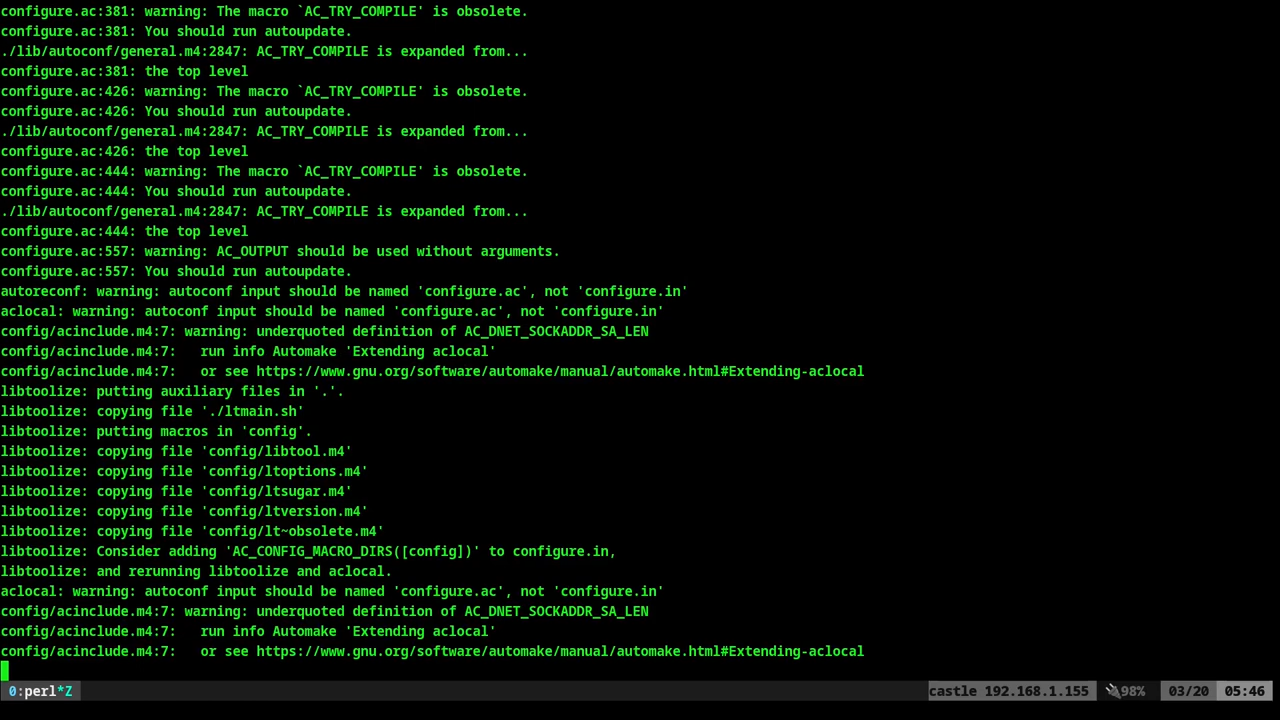 configure.ac:381: warning: The macro `AC_TRY_COMPILE' is obsolete.
configure.ac:381: You should run autoupdate.
./lib/autoconf/general.m4:2847: AC_TRY_COMPILE is expanded from...
configure.ac:381: the top level
configure.ac:426: warning: The macro `AC_TRY_COMPILE' is obsolete.
configure.ac:426: You should run autoupdate.
./lib/autoconf/general.m4:2847: AC_TRY_COMPILE is expanded from...
configure.ac:426: the top level
configure.ac:444: warning: The macro `AC_TRY_COMPILE' is obsolete.
configure.ac:444: You should run autoupdate.
./lib/autoconf/general.m4:2847: AC_TRY_COMPILE is expanded from...
configure.ac:444: the top level
configure.ac:557: warning: AC_OUTPUT should be used without arguments.
configure.ac:557: You should run autoupdate.
autoreconf: warning: autoconf input should be named 'configure.ac', not 'configure.in'
aclocal: warning: autoconf input should be named 'configure.ac', not 'configure.in'
config/acinclude.m4:7: warning: underquoted definition of AC_DNET_SOCKADDR_SA_LEN
config/acinclude.m4:7:   run info Automake 'Extending aclocal'
config/acinclude.m4:7:   or see https://www.gnu.org/software/automake/manual/automake.html#Extending-aclocal
libtoolize: putting auxiliary files in '.'.
libtoolize: copying file './ltmain.sh'
libtoolize: putting macros in 'config'.
libtoolize: copying file 'config/libtool.m4'
libtoolize: copying file 'config/ltoptions.m4'
libtoolize: copying file 'config/ltsugar.m4'
libtoolize: copying file 'config/ltversion.m4'
libtoolize: copying file 'config/lt~obsolete.m4'
libtoolize: Consider adding 'AC_CONFIG_MACRO_DIRS([config])' to configure.in,
libtoolize: and rerunning libtoolize and aclocal.
aclocal: warning: autoconf input should be named 'configure.ac', not 'configure.in'
config/acinclude.m4:7: warning: underquoted definition of AC_DNET_SOCKADDR_SA_LEN
config/acinclude.m4:7:   run info Automake 'Extending aclocal'
config/acinclude.m4:7:   or see https://www.gnu.org/software/automake/manual/automake.html#Extending-aclocal
0:perl*Z castle 192.168.1.155 98% 03/20 05:46